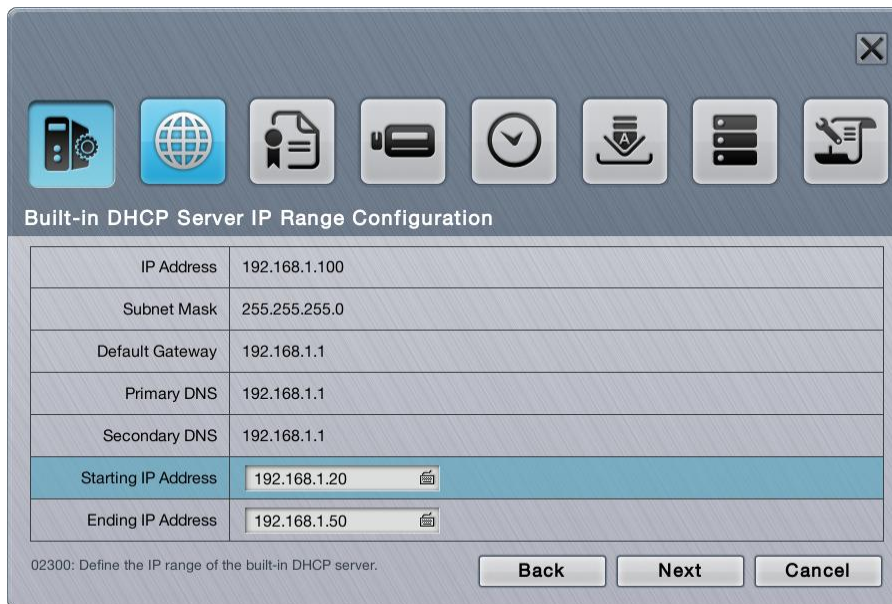 A
Built-in DHCP Server IP Range Configuration
IP Address 192.168.1.100
Subnet Mask 255.255.255.0
Default Gateway 192.168.1.1
Primary DNS 192.168.1.1
Secondary DNS 192.168.1.1
Starting IP Address 192.168.1.20
Ending IP Address 192.168.1.50
02300: Define the IP range of the built-in DHCP server.
Back Next Cancel